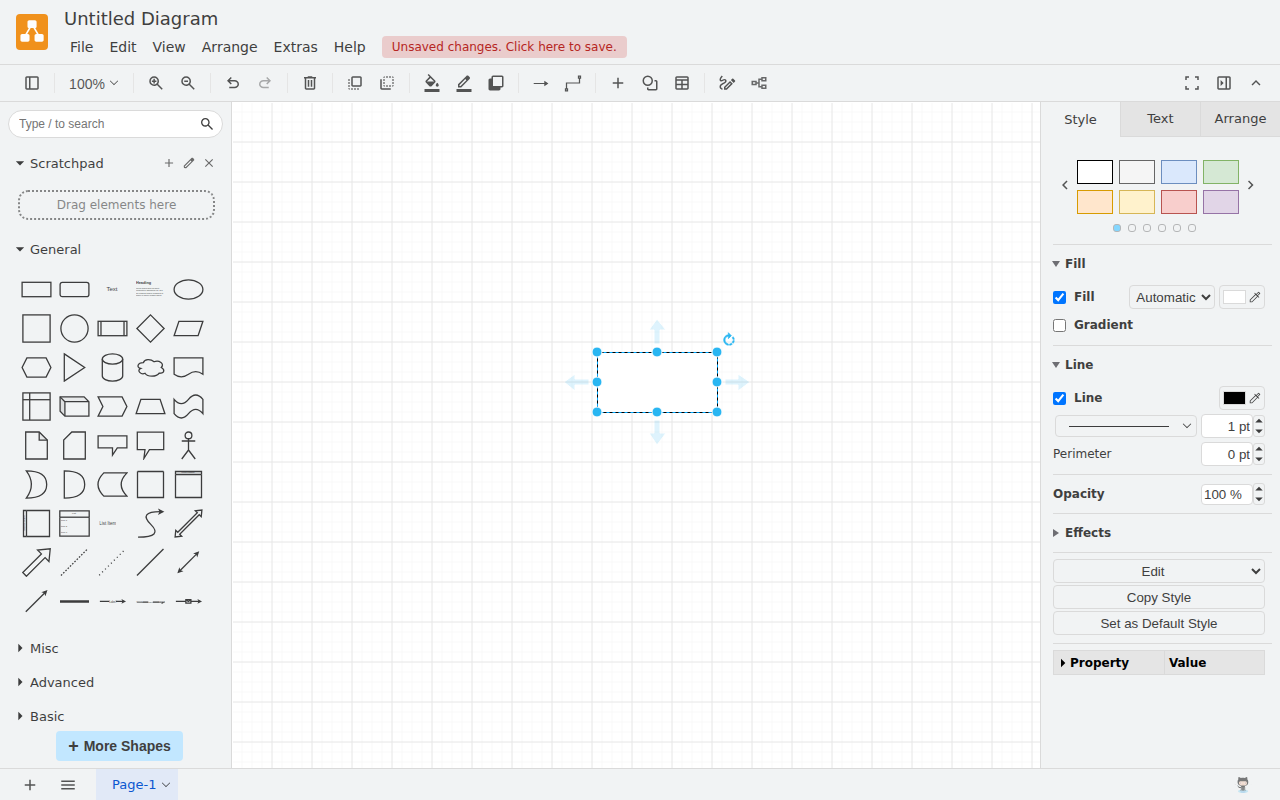 Untitled Diagram
File Edit View Arrange Extras Help Unsaved changes. Click here to save.
100%
Type / to search
Scratchpad
Drag elements here
General
Text
Heading
List Item
Misc
Advanced
Basic
+ More Shapes
Style Text Arrange
Fill
Fill Automatic
Gradient
Line
Line
1 pt
Perimeter 0 pt
Opacity 100 %
Effects
Edit
Copy Style
Set as Default Style
Property Value
Page-1